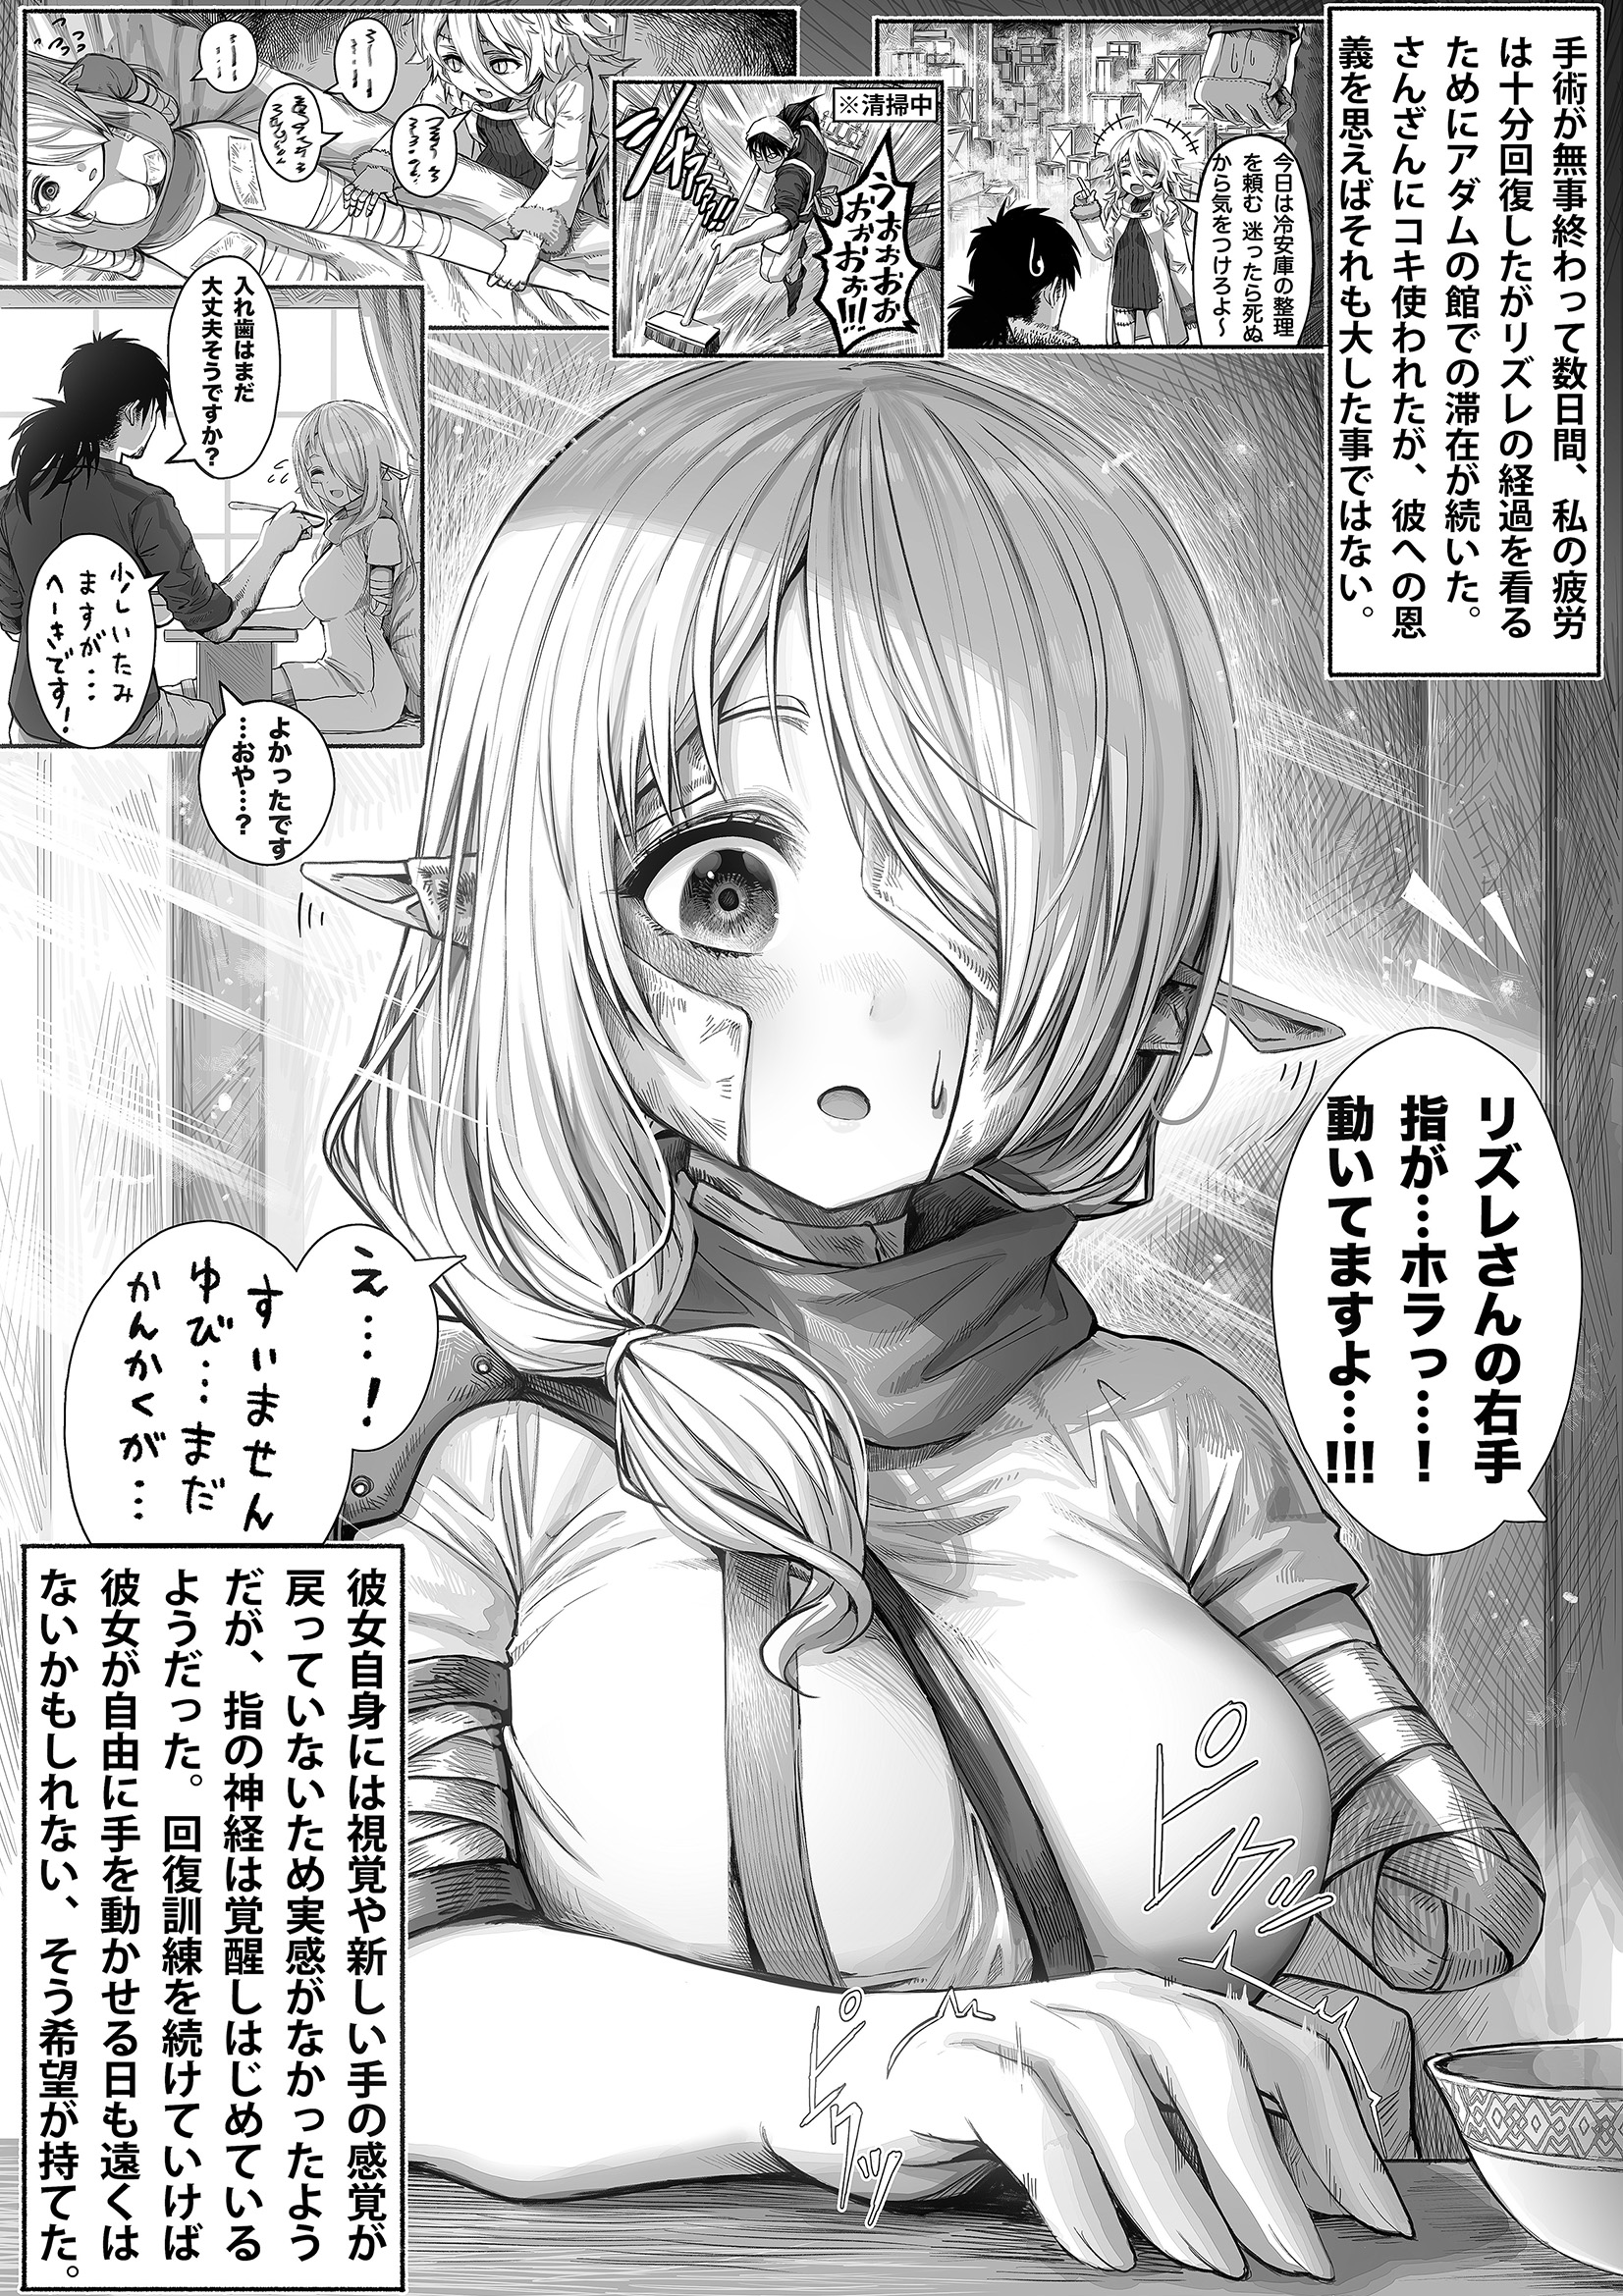 手術が無事終わって数日間、私の疲労
は十分回復したがリズレの経過を看る
ためにアダムの館での滞在が続いた。
さんざんにコキ使われたが、彼への恩
義を思えばそれも大した事ではない。
今日は冷安庫の整理
を頼む 迷ったら死ぬ
から気をつけろよ〜
※清掃中
うぉぉぉぉ
おぉぉ
おぉ!!!
入れ歯はまだ
大丈夫そうですか?
少しいたみ
ますが・・・
へーきです!
よかったです
…おや…?
リズレさんの右手
指が…ホラっ…!
動いてますよ…!!!
え・・・!
すいません
ゆび・・・まだ
かんかくが・・・
ピクッ
ピクッ
彼女自身には視覚や新しい手の感覚が
戻っていないため実感がなかったよう
だが、指の神経は覚醒しはじめている
ようだった。回復訓練を続けていけば
彼女が自由に手を動かせる日も遠くは
ないかもしれない、そう希望が持てた。